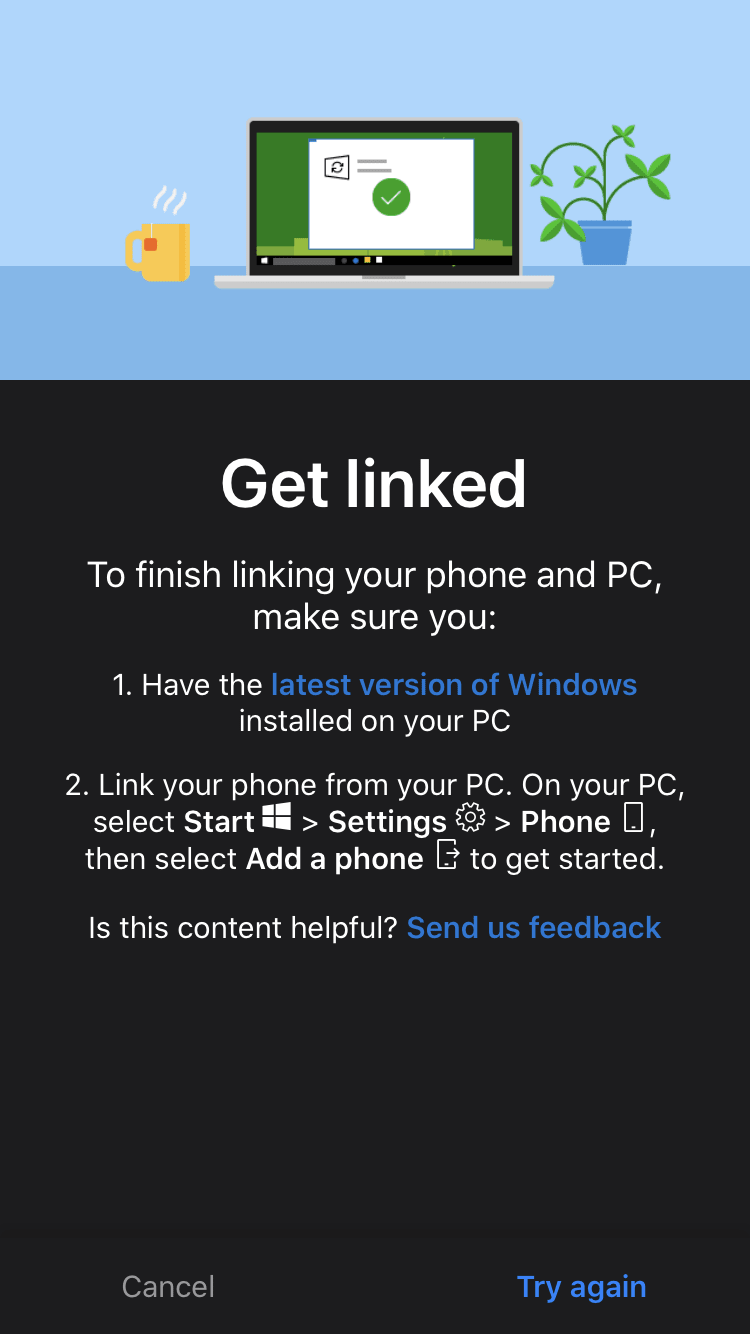 Get linked
To finish linking your phone and PC,
make sure you:
1. Have the latest version of Windows
installed on your PC
2. Link your phone from your PC. On your PC,
select Start > Settings > Phone ,
then select Add a phone to get started.
Is this content helpful? Send us feedback
Cancel
Try again